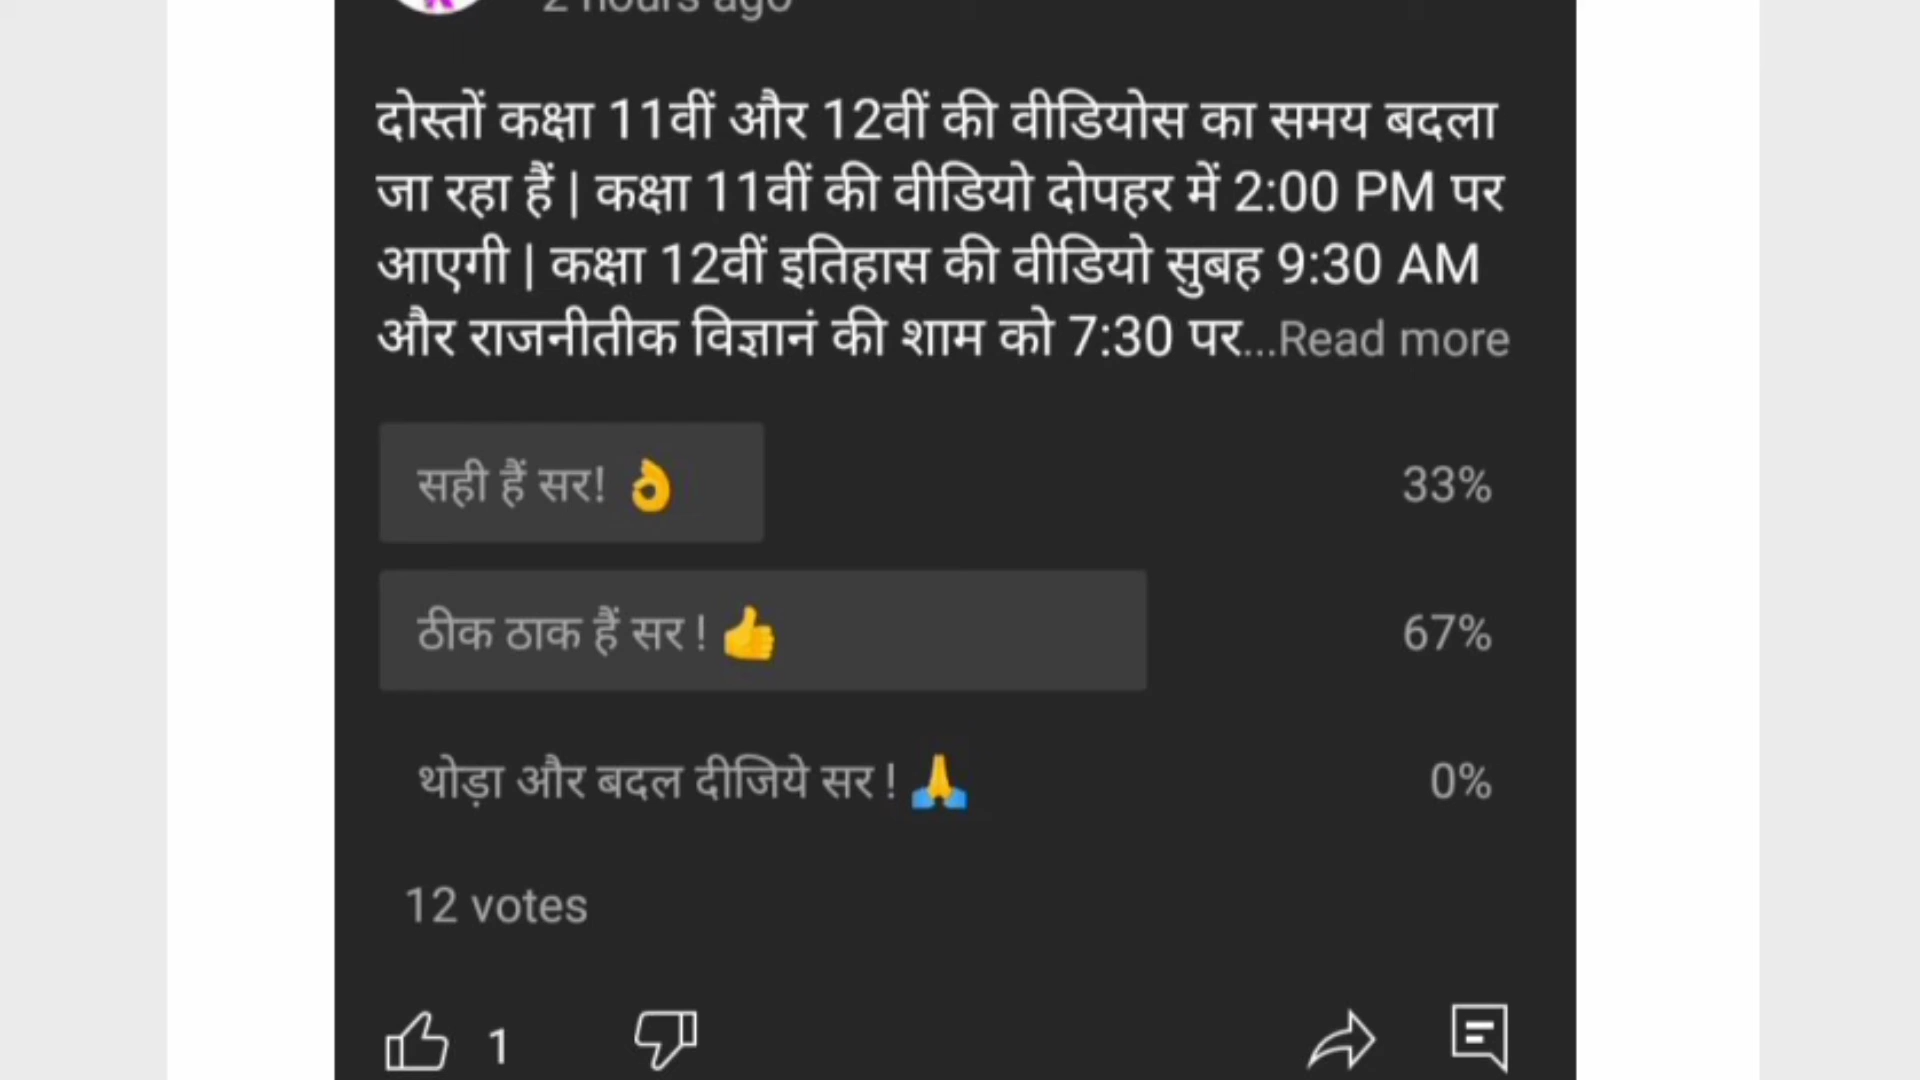 2 hours ago
दोस्तों कक्षा 11वीं और 12वीं की वीडियोस का समय बदला
जा रहा हैं | कक्षा 11वीं की वीडियो दोपहर में 2:00 PM पर
आएगी | कक्षा 12वीं इतिहास की वीडियो सुबह 9:30 AM
और राजनीतीक विज्ञानं की शाम को 7:30 पर...Read more
सही हैं सर! 👌 33%
ठीक ठाक हैं सर ! 👍 67%
थोड़ा और बदल दीजिये सर ! 🙏 0%
12 votes
1